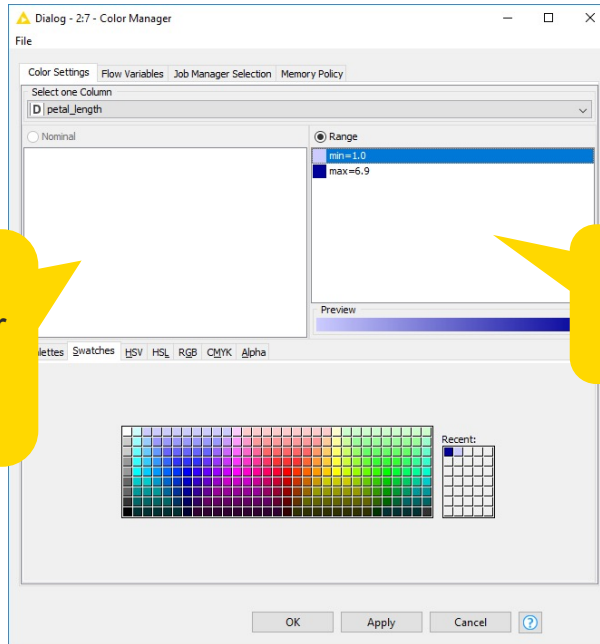 Dialog - 2:7 - Color Manager
File
Color Settings Flow Variables Job Manager Selection Memory Policy
Select one Column
D petal_length
Nominal
Range
min=1.0
max=6.9
Preview
Swatches HSV HSL RGB CMYK Alpha
Recent:
OK Apply Cancel ?